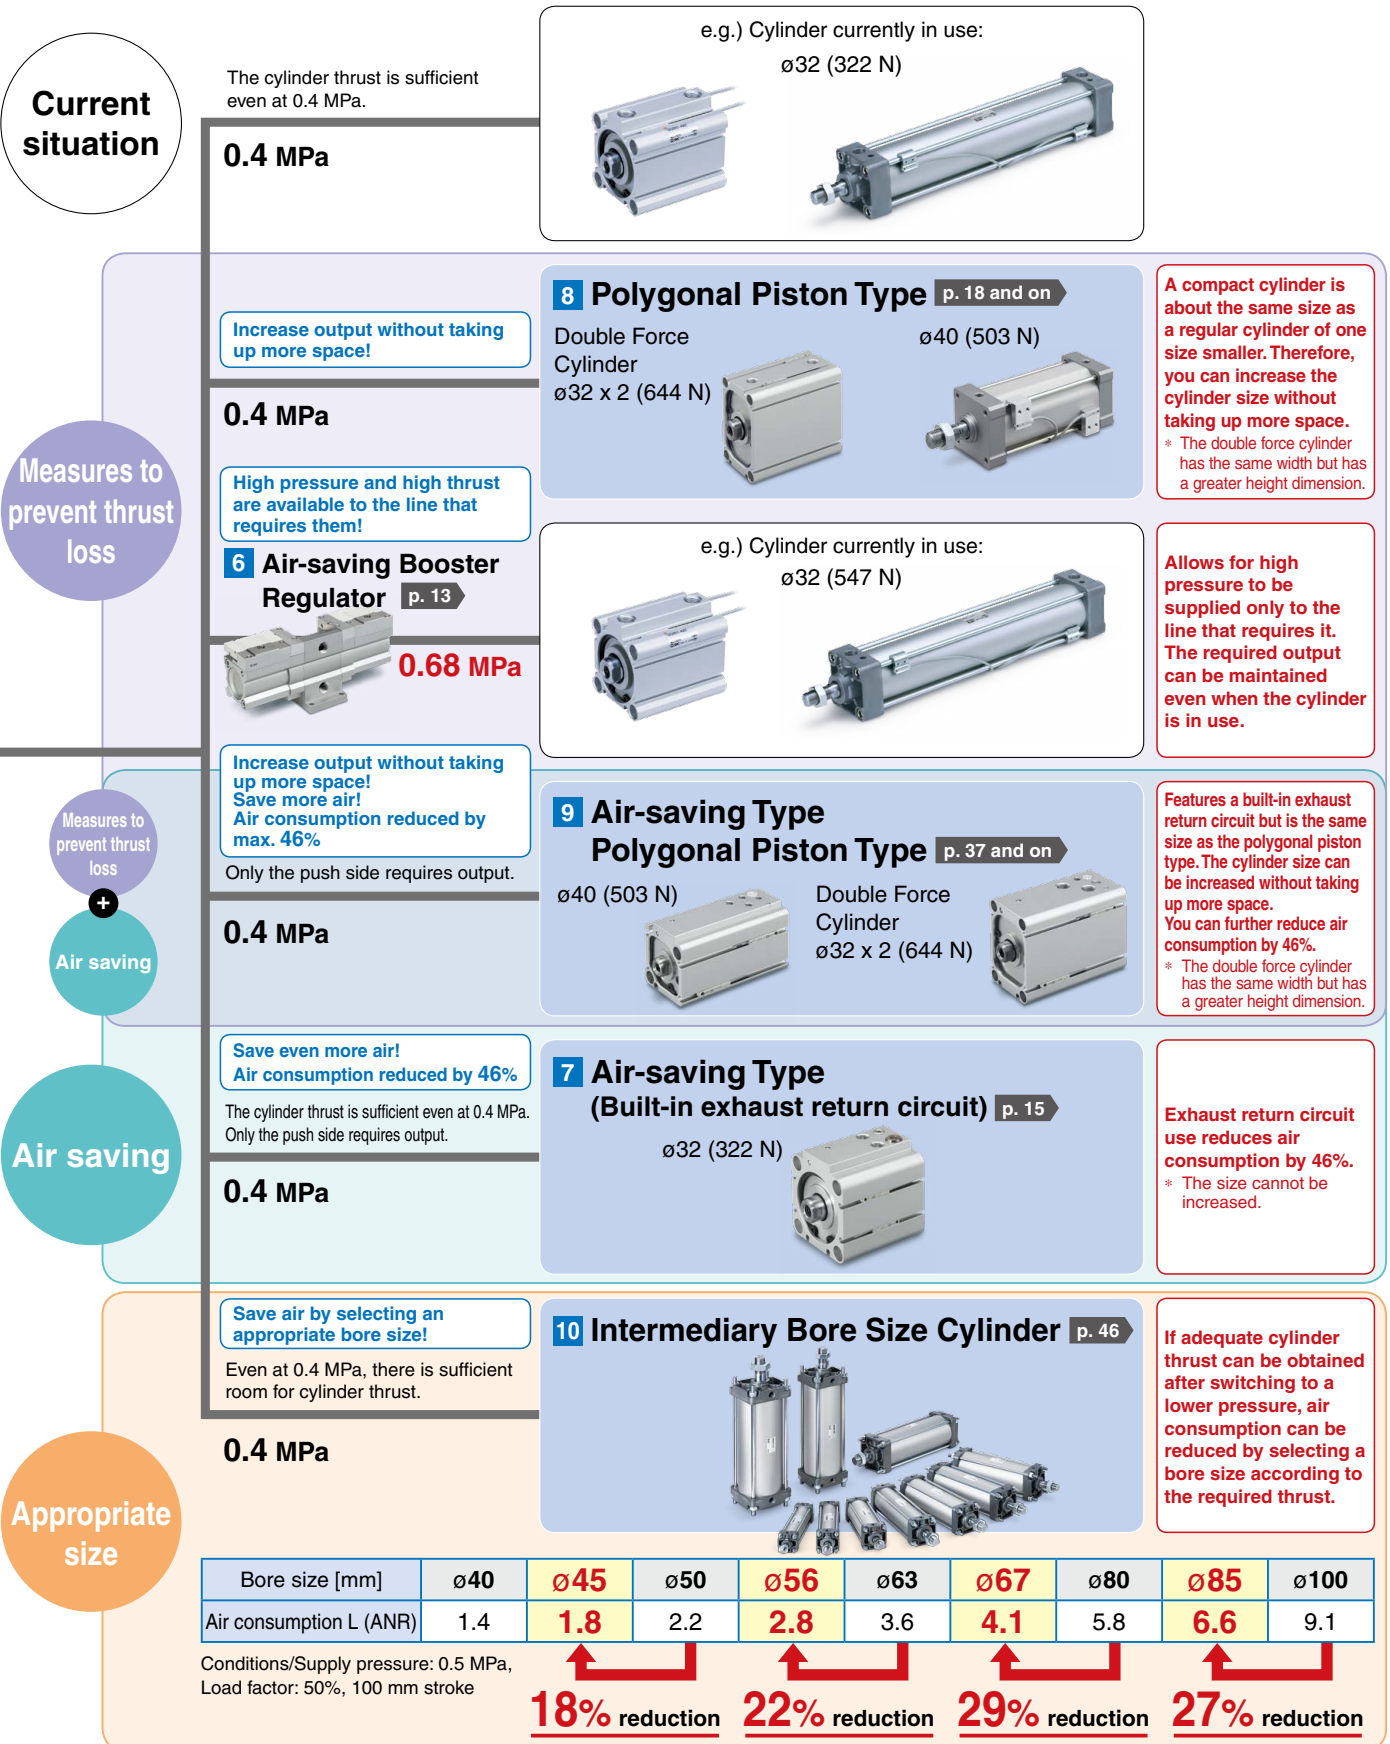 Current
situation
The cylinder thrust is sufficient
even at 0.4 MPa.
0.4 MPa
e.g.) Cylinder currently in use:
ø32 (322 N)
Measures to
prevent thrust
loss
Increase output without taking
up more space!
0.4 MPa
8 Polygonal Piston Type p. 18 and on
Double Force
Cylinder
ø32 x 2 (644 N)
ø40 (503 N)
A compact cylinder is
about the same size as
a regular cylinder of one
size smaller. Therefore,
you can increase the
cylinder size without
taking up more space.
* The double force cylinder
has the same width but has
a greater height dimension.
High pressure and high thrust
are available to the line that
requires them!
6 Air-saving Booster
Regulator p. 13
0.68 MPa
e.g.) Cylinder currently in use:
ø32 (547 N)
Allows for high
pressure to be
supplied only to the
line that requires it.
The required output
can be maintained
even when the cylinder
is in use.
Measures to
prevent thrust
loss
+
Air saving
Increase output without taking
up more space!
Save more air!
Air consumption reduced by
max. 46%
Only the push side requires output.
0.4 MPa
9 Air-saving Type
Polygonal Piston Type p. 37 and on
ø40 (503 N)
Double Force
Cylinder
ø32 x 2 (644 N)
Features a built-in exhaust
return circuit but is the same
size as the polygonal piston
type. The cylinder size can
be increased without taking
up more space.
You can further reduce air
consumption by 46%.
* The double force cylinder
has the same width but has
a greater height dimension.
Air saving
Save even more air!
Air consumption reduced by 46%
The cylinder thrust is sufficient even at 0.4 MPa.
Only the push side requires output.
0.4 MPa
7 Air-saving Type
(Built-in exhaust return circuit) p. 15
ø32 (322 N)
Exhaust return circuit
use reduces air
consumption by 46%.
* The size cannot be
increased.
Appropriate
size
Save air by selecting an
appropriate bore size!
Even at 0.4 MPa, there is sufficient
room for cylinder thrust.
0.4 MPa
10 Intermediary Bore Size Cylinder p. 46
If adequate cylinder
thrust can be obtained
after switching to a
lower pressure, air
consumption can be
reduced by selecting a
bore size according to
the required thrust.
Bore size [mm] ø40 ø45 ø50 ø56 ø63 ø67 ø80 ø85 ø100
Air consumption L (ANR) 1.4 1.8 2.2 2.8 3.6 4.1 5.8 6.6 9.1
Conditions/Supply pressure: 0.5 MPa,
Load factor: 50%, 100 mm stroke
18% reduction 22% reduction 29% reduction 27% reduction